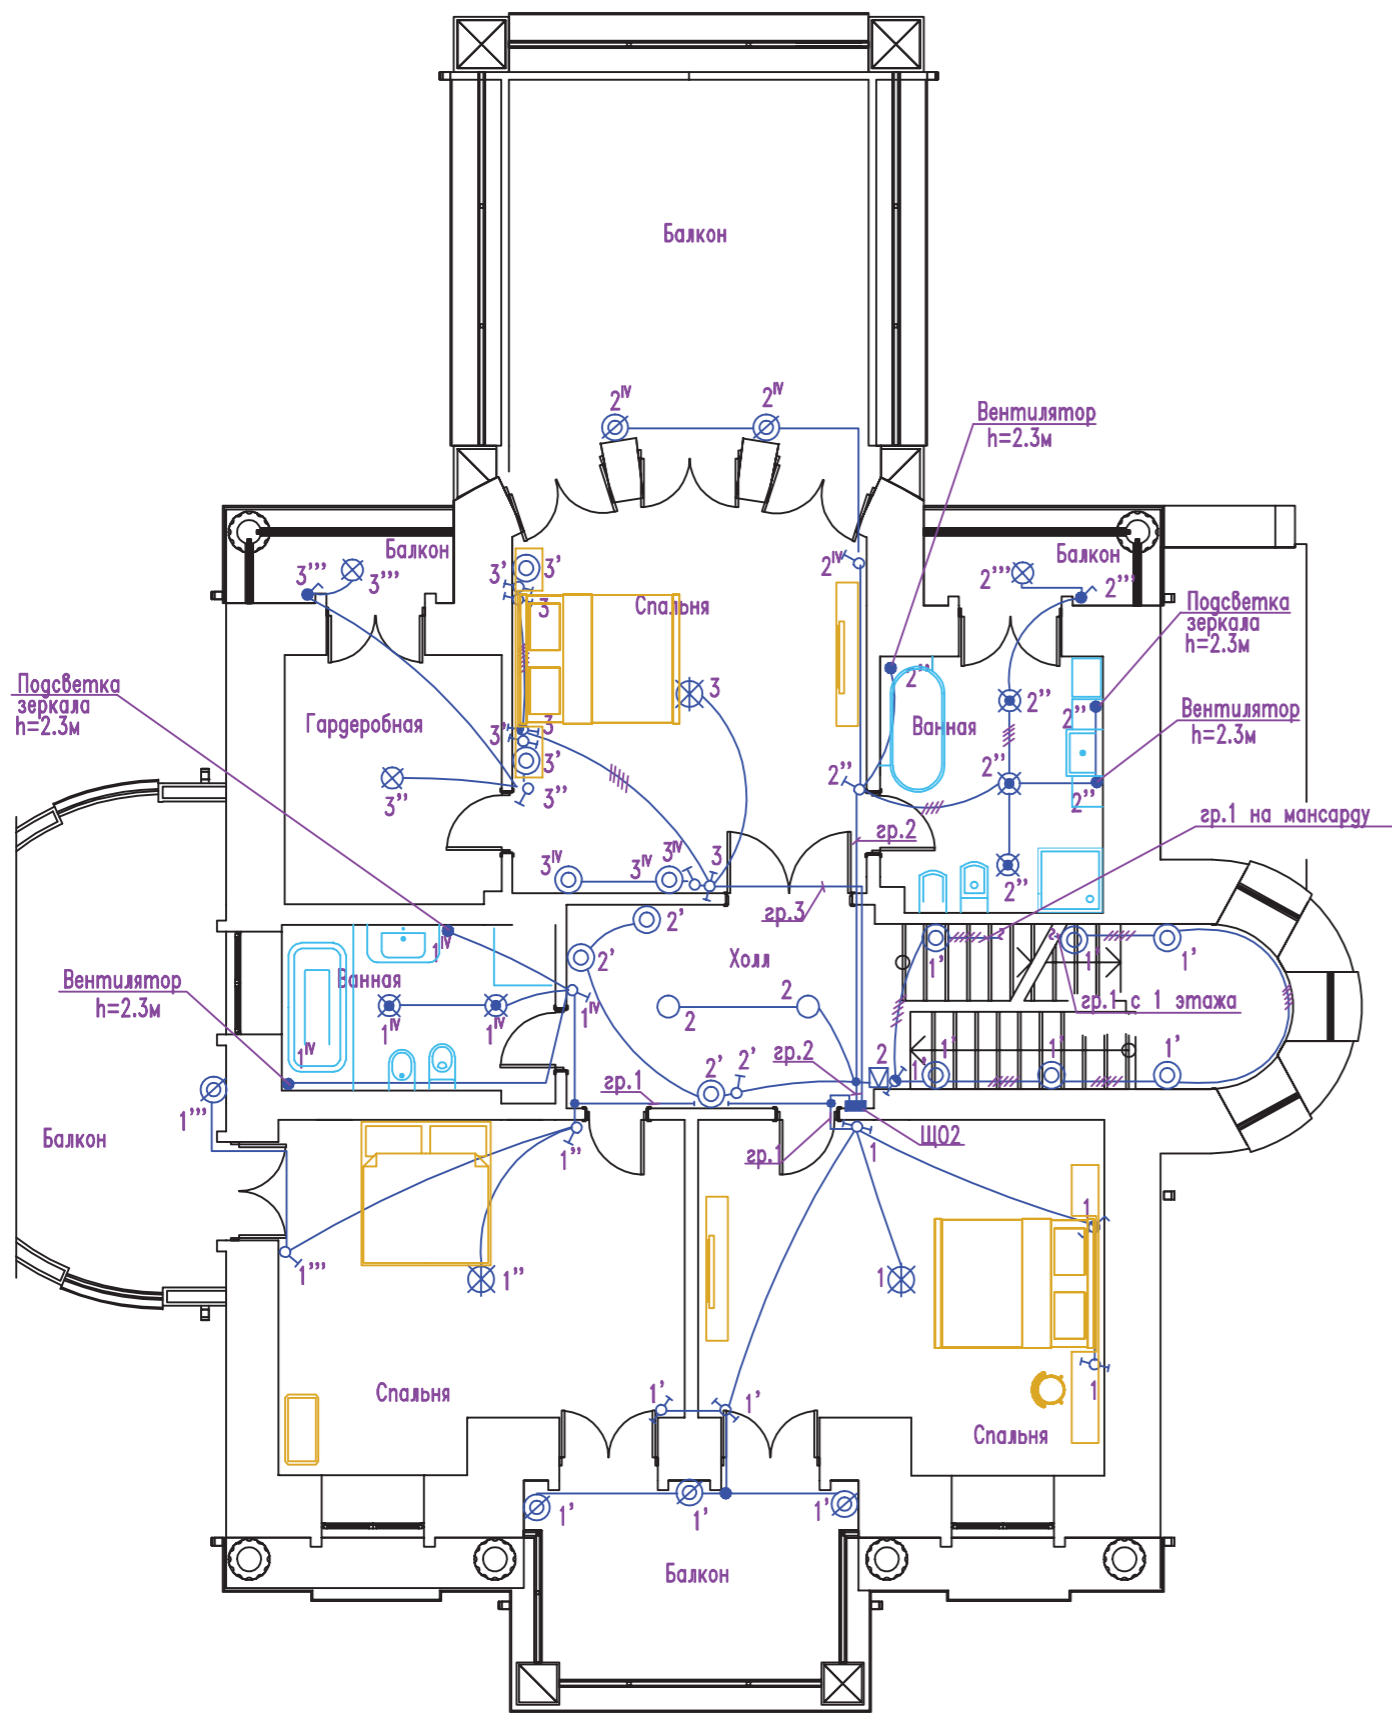 Балкон
2IV
2IV
Вентилятор
h=2.3м
Балкон
3'''
3'''
3'
3'
3
Спальня
2IV
Балкон
2'''
2'''
Подсветка
зеркала
h=2.3м
Подсветка
зеркала
h=2.3м
Гардеробная
3
3
3'
3'
3''
3''
2''
Ванная
2''
2''
2''
2''
2''
2''
Вентилятор
h=2.3м
гр.1 на мансарду
гр.2
3IV
3IV
3IV
3
гр.3
2'
2'
Холл
1'
1'
1'
Вентилятор
h=2.3м
1IV
Ванная
1IV
1IV
1IV
1IV
2
2
гр.1 с 1 этажа
гр.2
2'
2'
2
1'
1'
1'
1'
гр.1
гр.1
ЩО2
1'''
Балкон
1''
1
1
1'''
1''
1
1
Спальня
1'
1'
Спальня
1'
1'
1'
Балкон